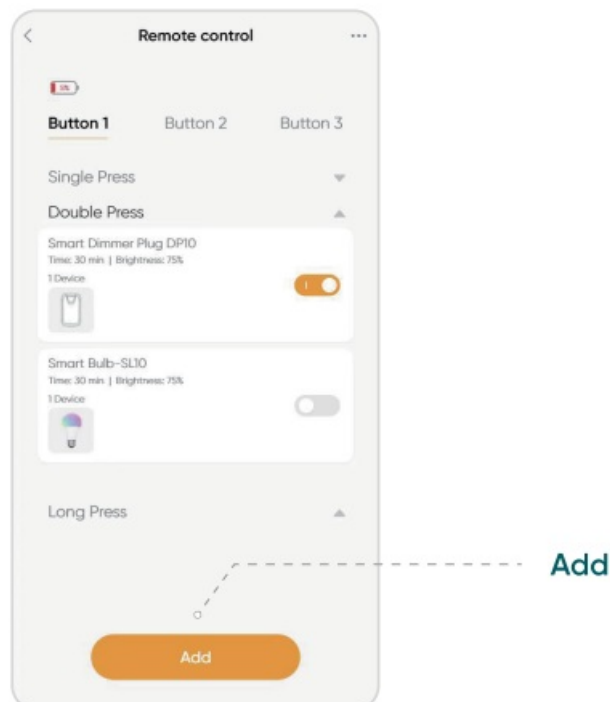 Remote control
Button 1 Button 2 Button 3
Single Press
Double Press
Smart Dimmer Plug DP10
Time: 30 min | Brightness: 75%
1 Device
Smart Bulb-SL10
Time: 30 min | Brightness: 75%
1 Device
Long Press
Add
Add